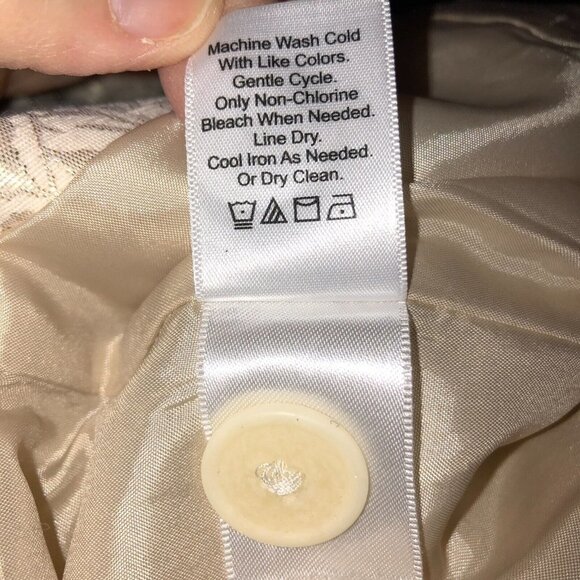 Machine Wash Cold
With Like Colors.
Gentle Cycle.
Only Non-Chlorine
Bleach When Needed.
Line Dry.
Cool Iron As Needed.
Or Dry Clean.